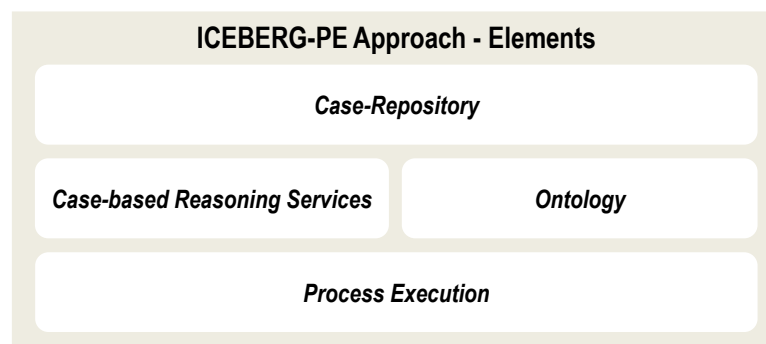 ICEBERG-PE Approach - Elements
Case-Repository
Case-based Reasoning Services
Ontology
Process Execution